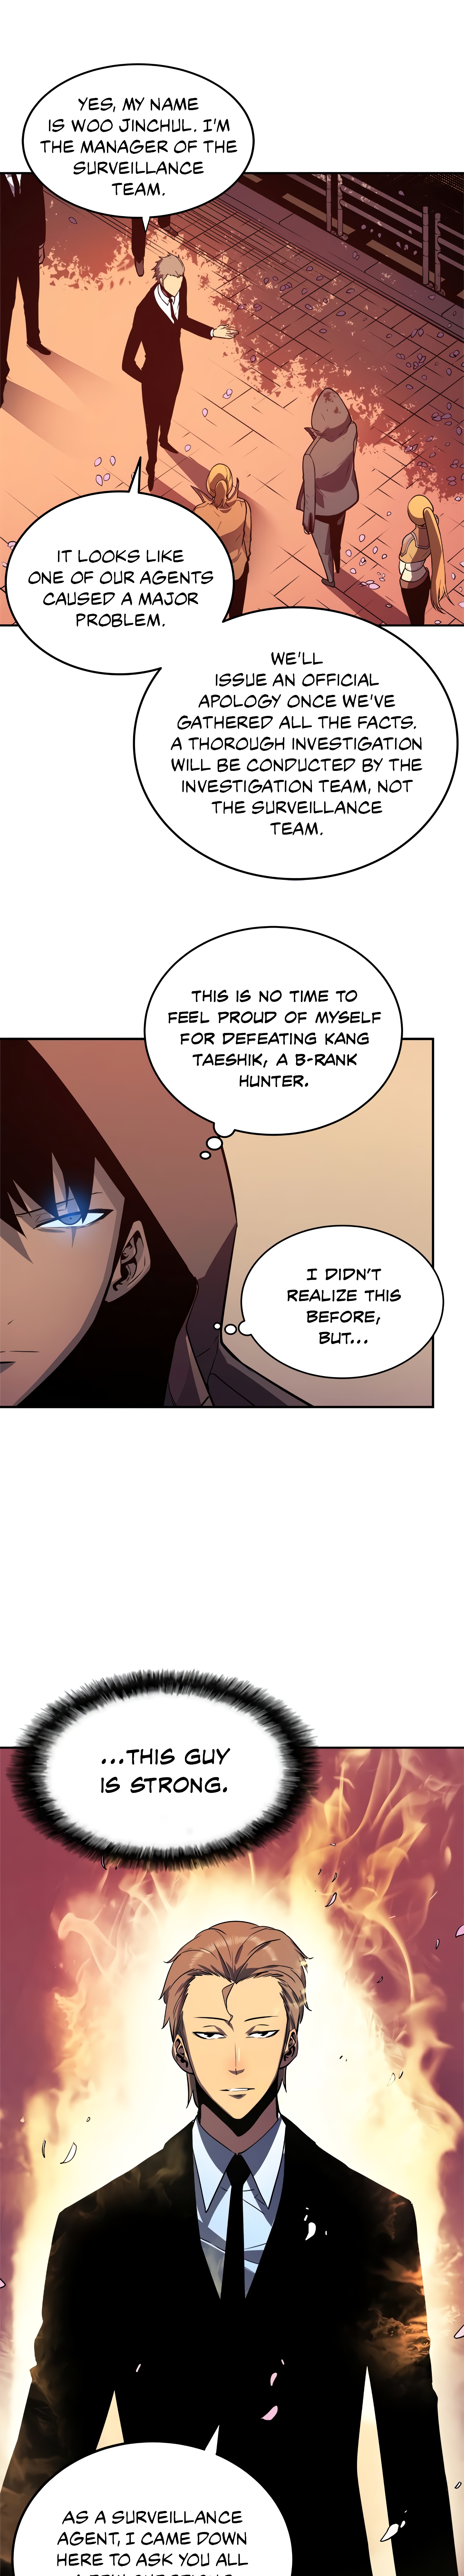 YES, MY NAME
IS WOO JINCHUL. I'M
THE MANAGER OF THE
SURVEILLANCE
TEAM.
IT LOOKS LIKE
ONE OF OUR AGENTS
CAUSED A MAJOR
PROBLEM.
WE'LL
ISSUE AN OFFICIAL
APOLOGY ONCE WE'VE
GATHERED ALL THE FACTS.
A THOROUGH INVESTIGATION
WILL BE CONDUCTED BY THE
INVESTIGATION TEAM, NOT
THE SURVEILLANCE
TEAM.
THIS IS NO TIME TO
FEEL PROUD OF MYSELF
FOR DEFEATING KANG
TAESHIK, A B-RANK
HUNTER.
I DIDN'T
REALIZE THIS
BEFORE,
BUT...
...THIS GUY
IS STRONG.
AS A SURVEILLANCE
AGENT, I CAME DOWN
HERE TO ASK YOU ALL